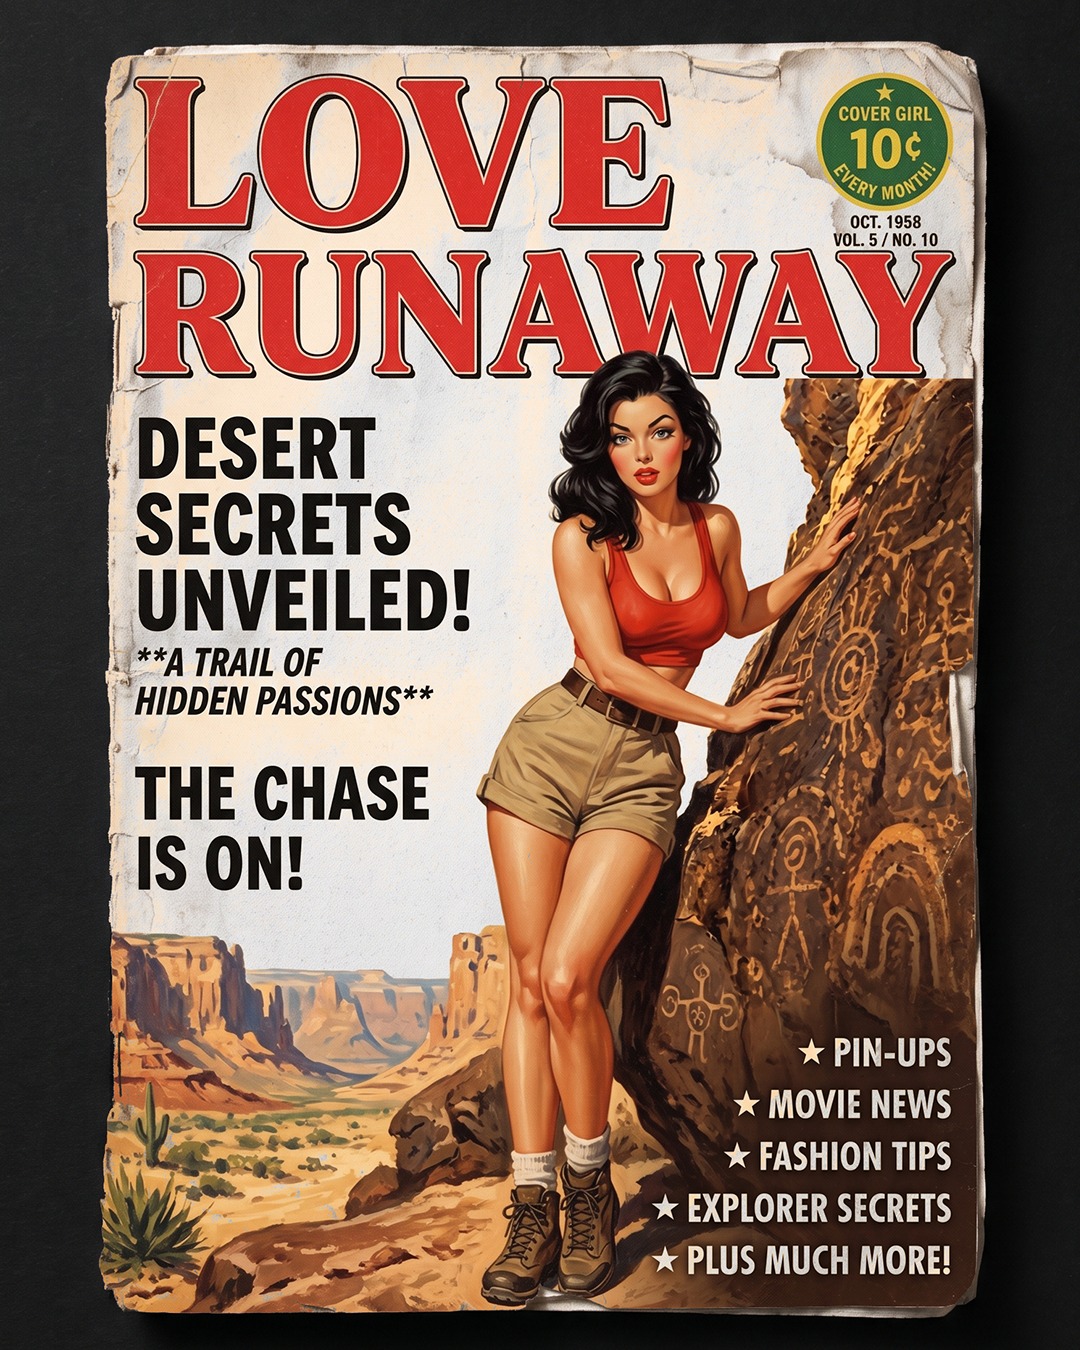 LOVE
RUNAWAY
★
COVER GIRL
10¢
EVERY MONTH!
OCT. 1958
VOL. 5 / NO. 10
DESERT
SECRETS
UNVEILED!
**A TRAIL OF
HIDDEN PASSIONS**
THE CHASE
IS ON!
★ PIN-UPS
★ MOVIE NEWS
★ FASHION TIPS
★ EXPLORER SECRETS
★ PLUS MUCH MORE!